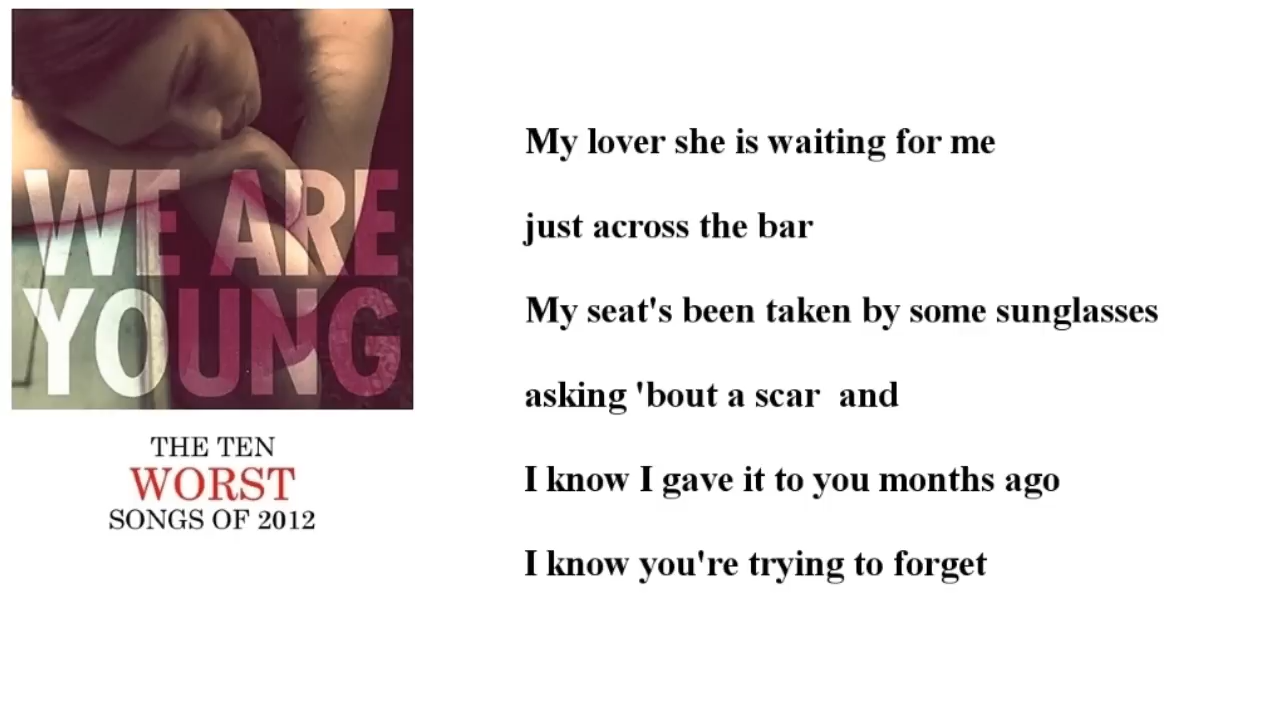 WE ARE
YOUNG
THE TEN
WORST
SONGS OF 2012
My lover she is waiting for me
just across the bar
My seat's been taken by some sunglasses
asking 'bout a scar  and
I know I gave it to you months ago
I know you're trying to forget